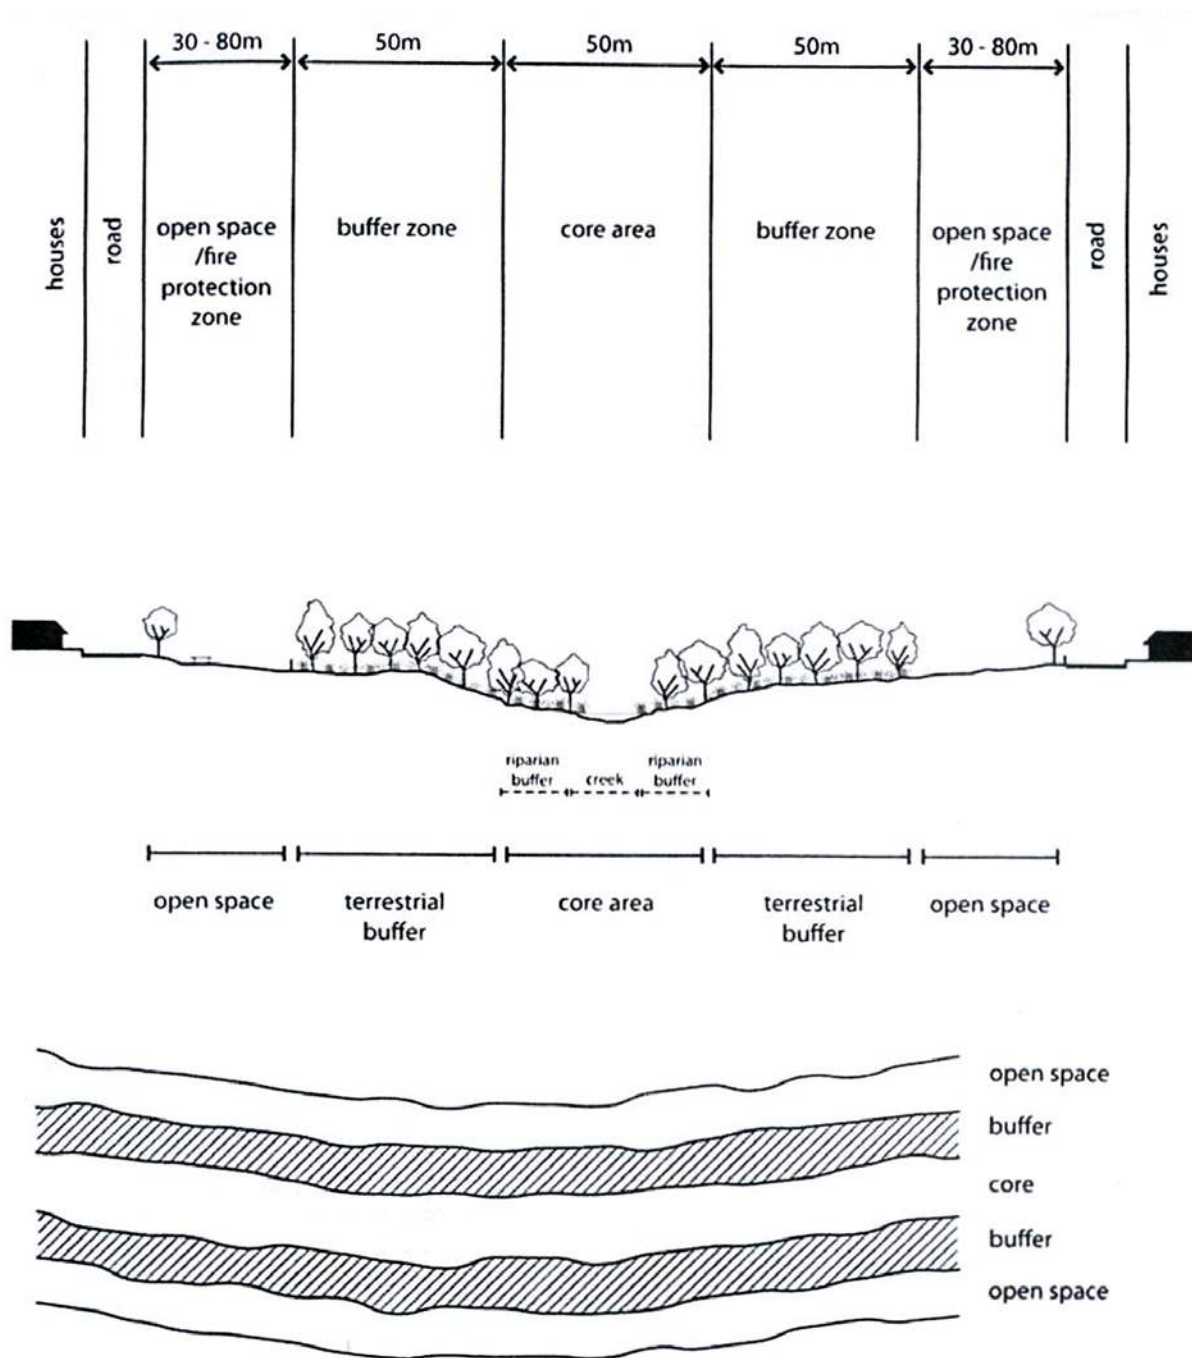 30 - 80m
50m
50m
50m
30 - 80m
houses
road
open space
/fire
protection
zone
buffer zone
core area
buffer zone
open space
/fire
protection
zone
road
houses
riparian
buffer
creek
riparian
buffer
open space
terrestrial
buffer
core area
terrestrial
buffer
open space
open space
buffer
core
buffer
open space